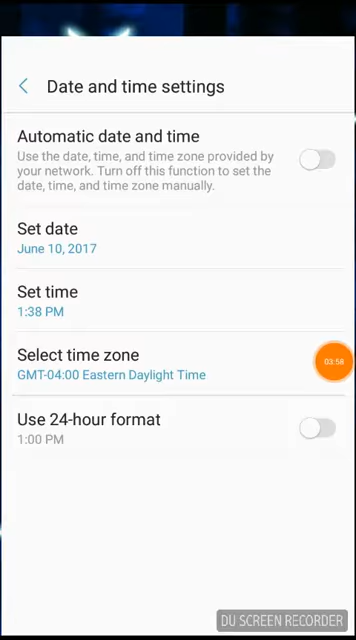 Date and time settings
Automatic date and time
Use the date, time, and time zone provided by
your network. Turn off this function to set the
date, time, and time zone manually.
Set date
June 10, 2017
Set time
1:38 PM
Select time zone
GMT-04:00 Eastern Daylight Time
03:58
Use 24-hour format
1:00 PM
DU SCREEN RECORDER